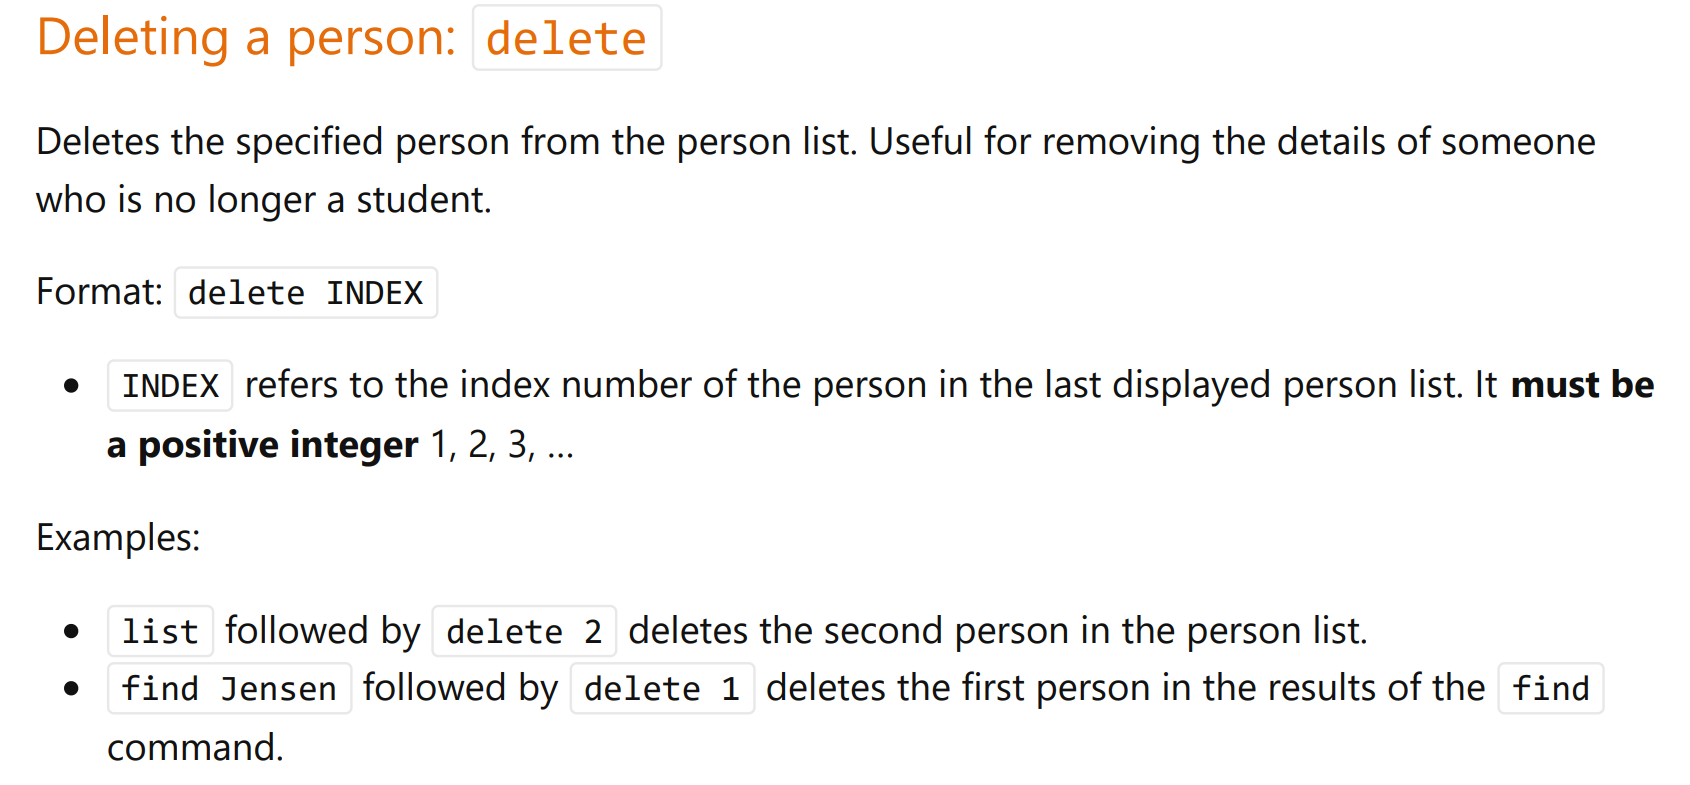 Deleting a person: delete
Deletes the specified person from the person list. Useful for removing the details of someone
who is no longer a student.
Format: delete INDEX
• INDEX refers to the index number of the person in the last displayed person list. It must be
a positive integer 1, 2, 3, …
Examples:
• list followed by delete 2 deletes the second person in the person list.
• find Jensen followed by delete 1 deletes the first person in the results of the find
command.